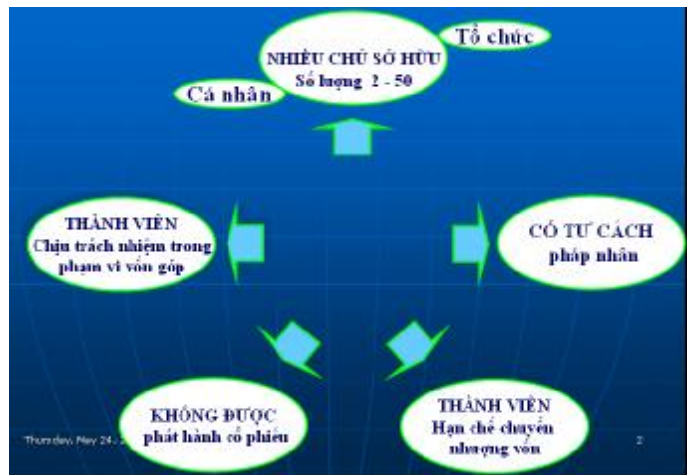 Tổ chức
NHIỀU CHỦ SỞ HỮU
Số lượng 2 - 50
Cá nhân
THÀNH VIÊN
Chịu trách nhiệm trong
phạm vi vốn góp
CÓ TƯ CÁCH
pháp nhân
KHÔNG ĐƯỢC
phát hành cổ phiếu
THÀNH VIÊN
Hạn chế chuyển
nhượng vốn
Thursday, May 24,
2